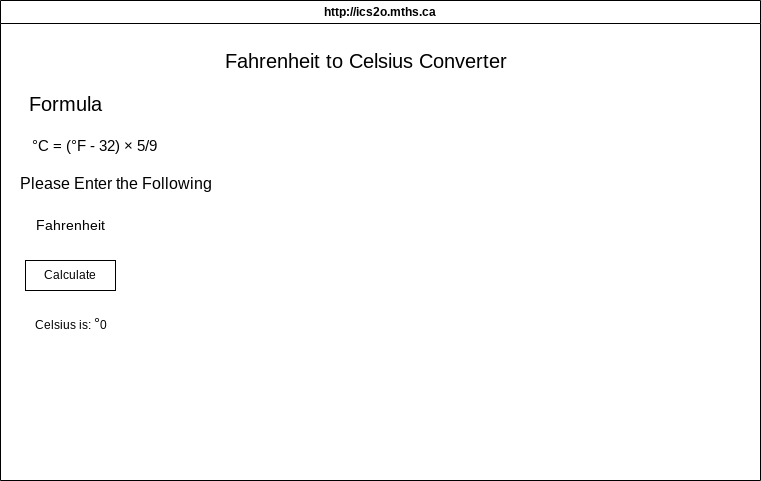 http://ics2o.mths.ca
Fahrenheit to Celsius Converter
Formula
°C = (°F - 32) × 5/9
Please Enter the Following
Fahrenheit
Calculate
Celsius is: °0